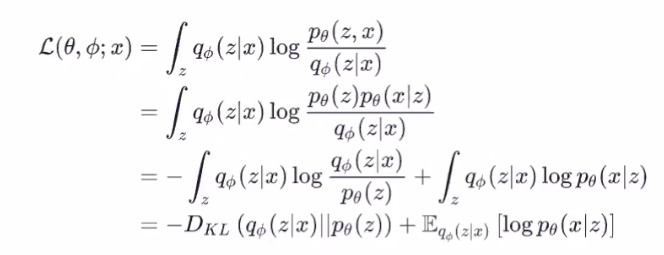 $\mathcal{L}(\theta, \phi; x) = \int_z q_\phi(z|x) \log \frac{p_\theta(z, x)}{q_\phi(z|x)}$
$= \int_z q_\phi(z|x) \log \frac{p_\theta(z) p_\theta(x|z)}{q_\phi(z|x)}$
$= -\int_z q_\phi(z|x) \log \frac{q_\phi(z|x)}{p_\theta(z)} + \int_z q_\phi(z|x) \log p_\theta(x|z)$
$= -D_{KL}\left(q_\phi(z|x) || p_\theta(z)\right) + \mathbb{E}_{q_\phi(z|x)} \left[\log p_\theta(x|z)\right]$